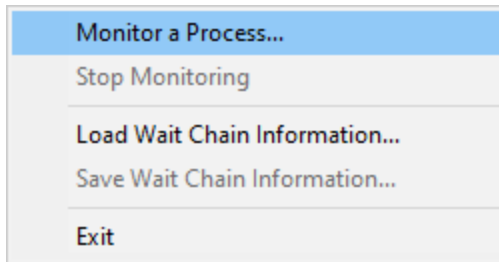 Monitor a Process...
Stop Monitoring
Load Wait Chain Information...
Save Wait Chain Information...
Exit